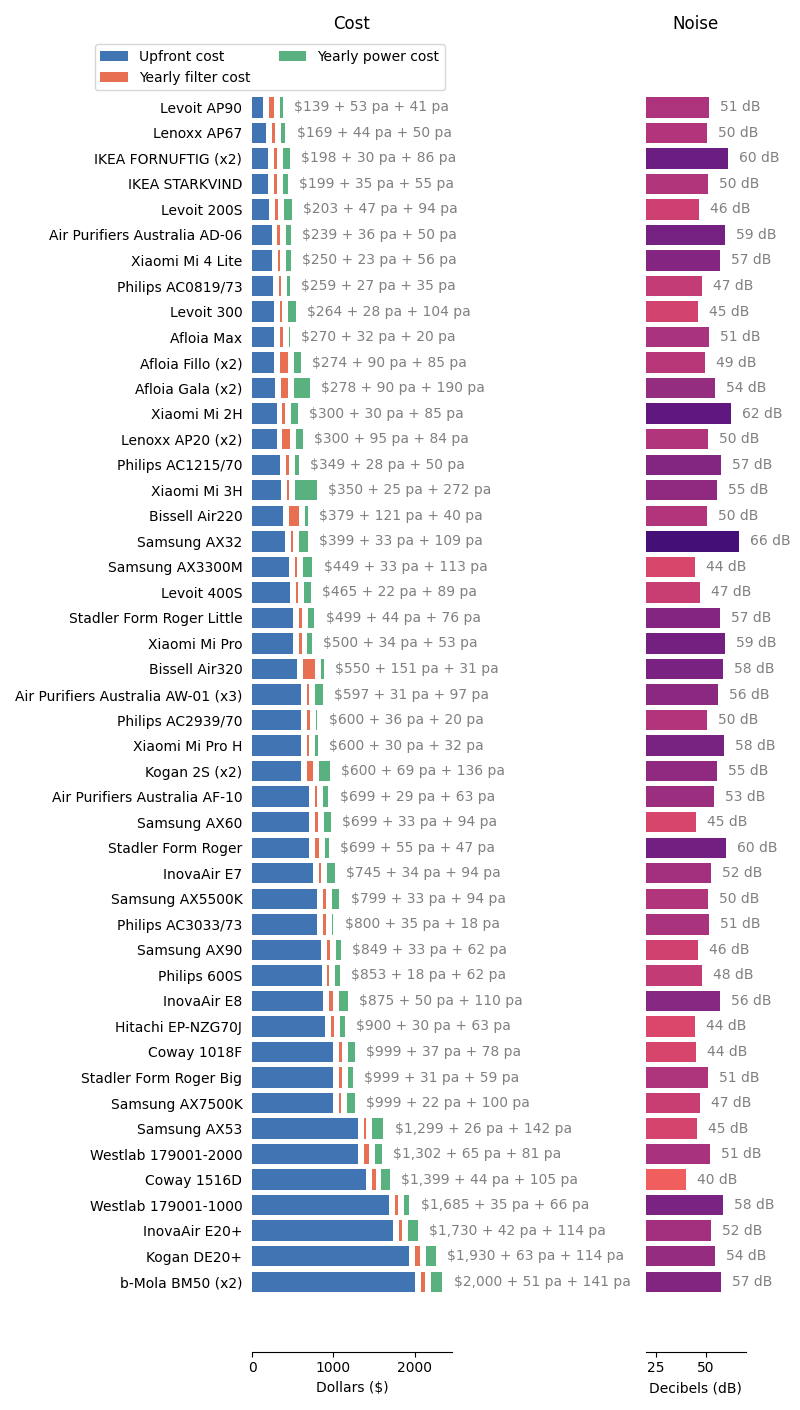 Cost Noise
Upfront cost Yearly power cost
Yearly filter cost
Levoit AP90 $139 + 53 pa + 41 pa 51 dB
Lenoxx AP67 $169 + 44 pa + 50 pa 50 dB
IKEA FORNUFTIG (x2) $198 + 30 pa + 86 pa 60 dB
IKEA STARKVIND $199 + 35 pa + 55 pa 50 dB
Levoit 200S $203 + 47 pa + 94 pa 46 dB
Air Purifiers Australia AD-06 $239 + 36 pa + 50 pa 59 dB
Xiaomi Mi 4 Lite $250 + 23 pa + 56 pa 57 dB
Philips AC0819/73 $259 + 27 pa + 35 pa 47 dB
Levoit 300 $264 + 28 pa + 104 pa 45 dB
Afloia Max $270 + 32 pa + 20 pa 51 dB
Afloia Fillo (x2) $274 + 90 pa + 85 pa 49 dB
Afloia Gala (x2) $278 + 90 pa + 190 pa 54 dB
Xiaomi Mi 2H $300 + 30 pa + 85 pa 62 dB
Lenoxx AP20 (x2) $300 + 95 pa + 84 pa 50 dB
Philips AC1215/70 $349 + 28 pa + 50 pa 57 dB
Xiaomi Mi 3H $350 + 25 pa + 272 pa 55 dB
Bissell Air220 $379 + 121 pa + 40 pa 50 dB
Samsung AX32 $399 + 33 pa + 109 pa 66 dB
Samsung AX3300M $449 + 33 pa + 113 pa 44 dB
Levoit 400S $465 + 22 pa + 89 pa 47 dB
Stadler Form Roger Little $499 + 44 pa + 76 pa 57 dB
Xiaomi Mi Pro $500 + 34 pa + 53 pa 59 dB
Bissell Air320 $550 + 151 pa + 31 pa 58 dB
Air Purifiers Australia AW-01 (x3) $597 + 31 pa + 97 pa 56 dB
Philips AC2939/70 $600 + 36 pa + 20 pa 50 dB
Xiaomi Mi Pro H $600 + 30 pa + 32 pa 58 dB
Kogan 2S (x2) $600 + 69 pa + 136 pa 55 dB
Air Purifiers Australia AF-10 $699 + 29 pa + 63 pa 53 dB
Samsung AX60 $699 + 33 pa + 94 pa 45 dB
Stadler Form Roger $699 + 55 pa + 47 pa 60 dB
InovaAir E7 $745 + 34 pa + 94 pa 52 dB
Samsung AX5500K $799 + 33 pa + 94 pa 50 dB
Philips AC3033/73 $800 + 35 pa + 18 pa 51 dB
Samsung AX90 $849 + 33 pa + 62 pa 46 dB
Philips 600S $853 + 18 pa + 62 pa 48 dB
InovaAir E8 $875 + 50 pa + 110 pa 56 dB
Hitachi EP-NZG70J $900 + 30 pa + 63 pa 44 dB
Coway 1018F $999 + 37 pa + 78 pa 44 dB
Stadler Form Roger Big $999 + 31 pa + 59 pa 51 dB
Samsung AX7500K $999 + 22 pa + 100 pa 47 dB
Samsung AX53 $1,299 + 26 pa + 142 pa 45 dB
Westlab 179001-2000 $1,302 + 65 pa + 81 pa 51 dB
Coway 1516D $1,399 + 44 pa + 105 pa 40 dB
Westlab 179001-1000 $1,685 + 35 pa + 66 pa 58 dB
InovaAir E20+ $1,730 + 42 pa + 114 pa 52 dB
Kogan DE20+ $1,930 + 63 pa + 114 pa 54 dB
b-Mola BM50 (x2) $2,000 + 51 pa + 141 pa 57 dB
0 1000 2000 25 50
Dollars ($) Decibels (dB)